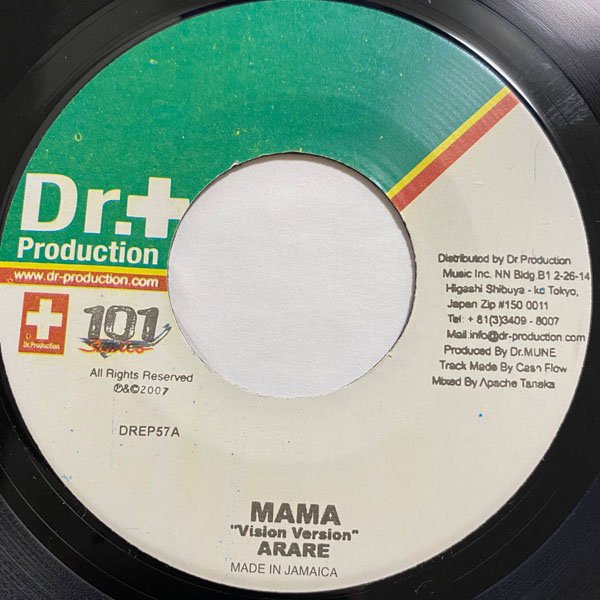 Dr.
Production
www.dr-production.com
Dr.Production
101
All Rights Reserved
℗&©2007
DREP57A
Distributed by Dr.Production
Music Inc. NN Bldg B1 2-26-14
Higashi Shibuya - ku Tokyo,
Japan Zip #150 0011
Tel: + 81(3)3409 - 8007
Mail:info@dr-production.com
Produced By Dr.MUNE
Track Made By Cash Flow
Mixed By Apache Tanaka
MAMA
"Vision Version"
ARARE
MADE IN JAMAICA